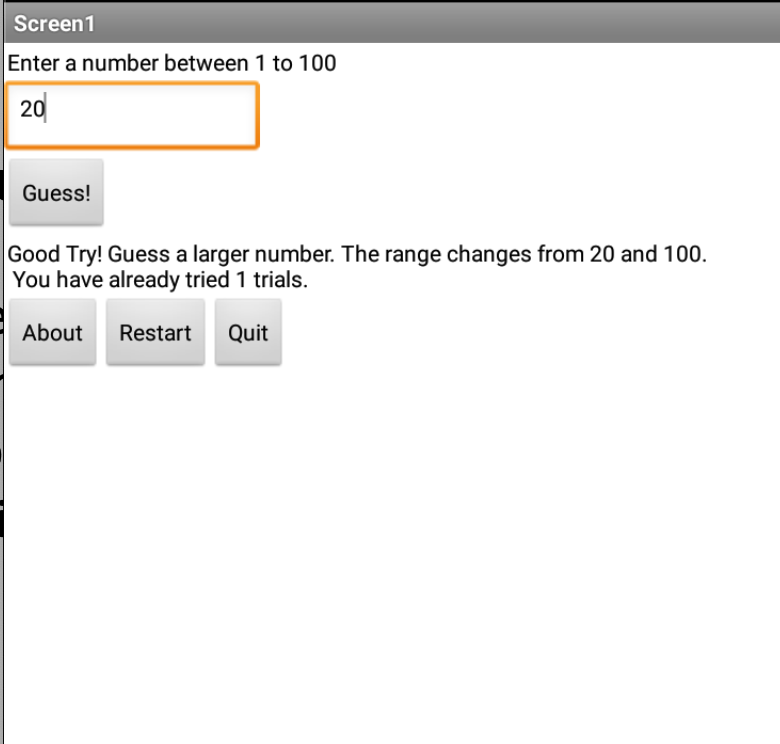 Screen1
Enter a number between 1 to 100
20
Guess!
Good Try! Guess a larger number. The range changes from 20 and 100.
You have already tried 1 trials.
About Restart Quit